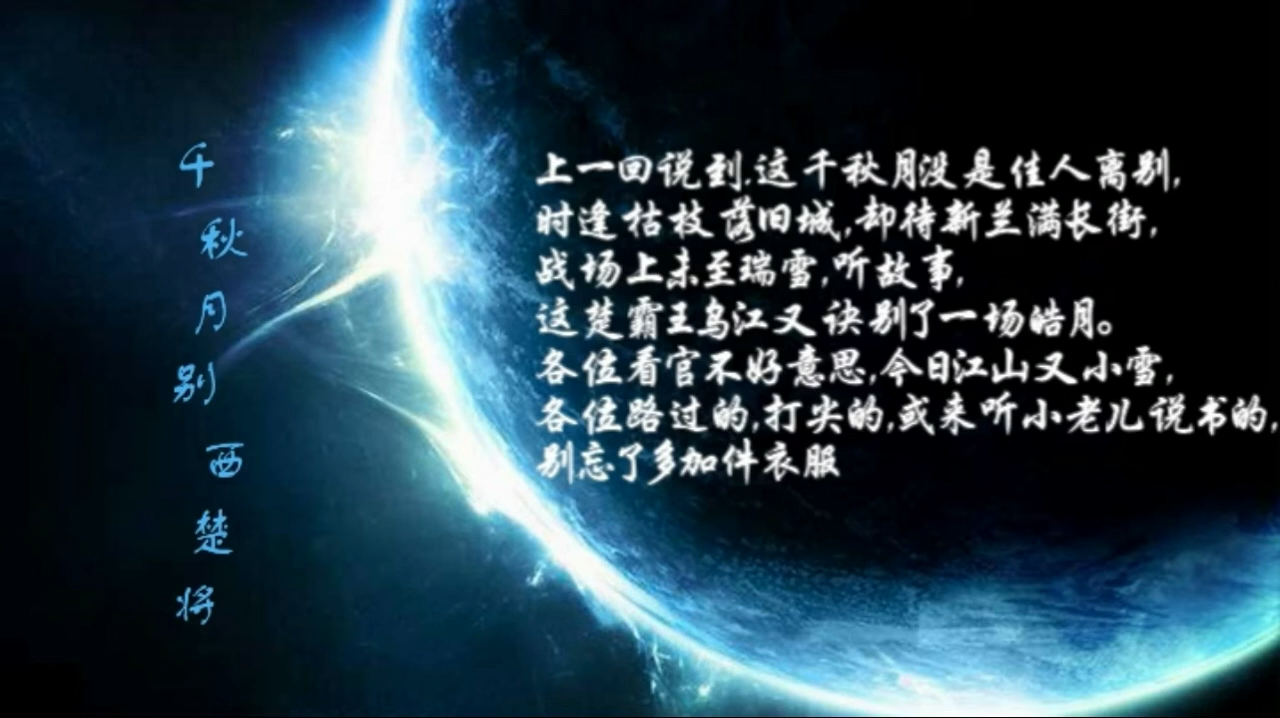 千秋月别西楚将
上一回说到.这千秋月没是佳人离别,
时逢枯枝落旧城,却待新兰满长街,
战场上未至瑞雪,听故事,
这楚霸王乌江又诀别了一场皓月。
各位看官不好意思,今日江山又小雪,
各位路过的,打尖的,或来听小老儿说书的,
别忘了多加件衣服